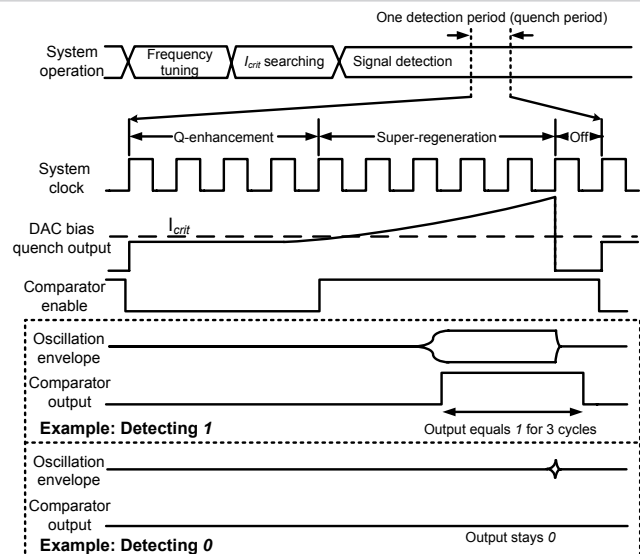 One detection period (quench period)
System operation
Frequency tuning
Icrit searching
Signal detection
Q-enhancement
Super-regeneration
Off
System clock
DAC bias quench output
Icrit
Comparator enable
Oscillation envelope
Comparator output
Example: Detecting 1
Output equals 1 for 3 cycles
Oscillation envelope
Comparator output
Output stays 0
Example: Detecting 0